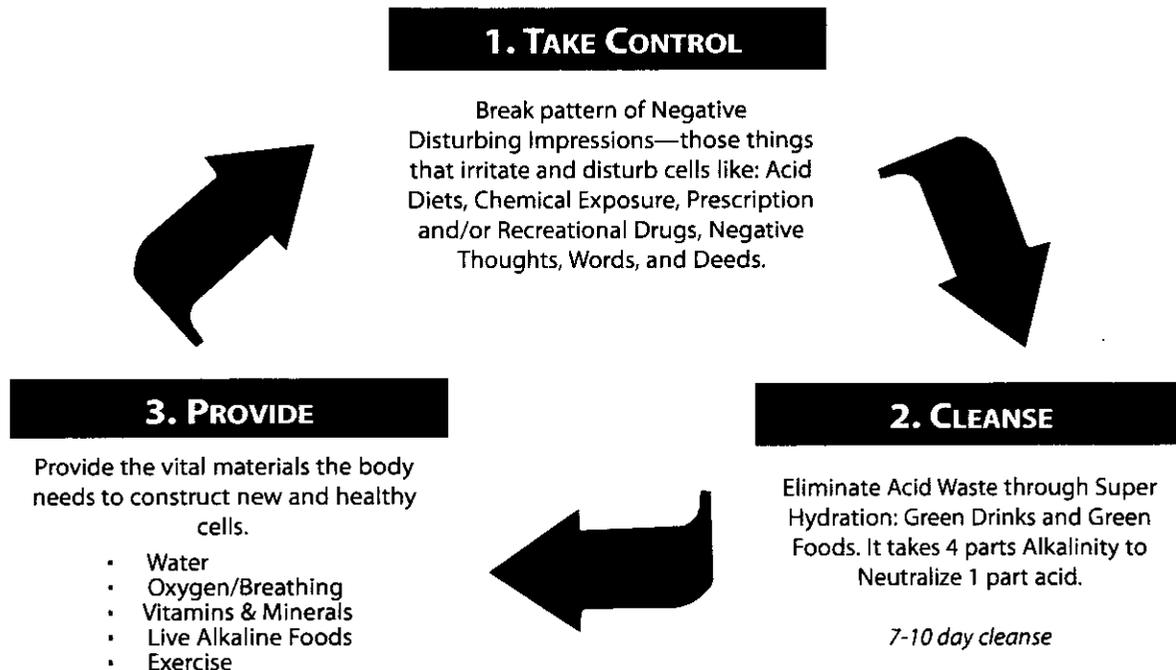 1. TAKE CONTROL
Break pattern of Negative
Disturbing Impressions—those things
that irritate and disturb cells like: Acid
Diets, Chemical Exposure, Prescription
and/or Recreational Drugs, Negative
Thoughts, Words, and Deeds.
2. CLEANSE
Eliminate Acid Waste through Super
Hydration: Green Drinks and Green
Foods. It takes 4 parts Alkalinity to
Neutralize 1 part acid.
7-10 day cleanse
3. PROVIDE
Provide the vital materials the body
needs to construct new and healthy
cells.
· Water
· Oxygen/Breathing
· Vitamins & Minerals
· Live Alkaline Foods
· Exercise